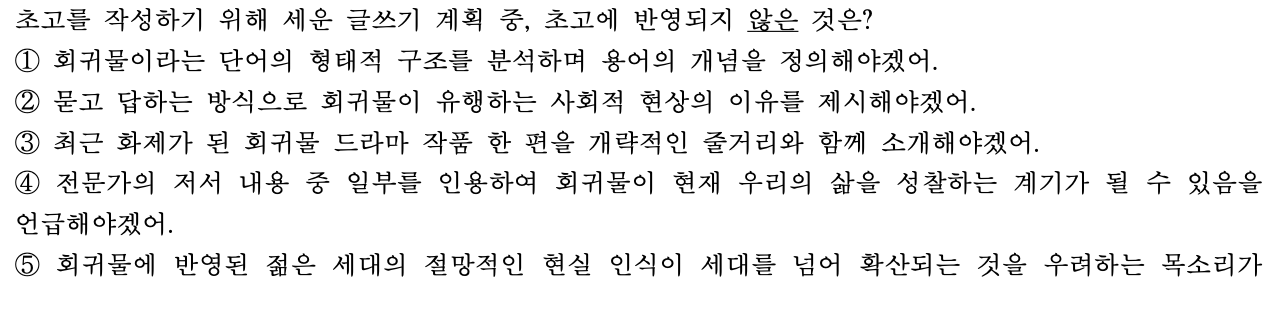 초고를 작성하기 위해 세운 글쓰기 계획 중, 초고에 반영되지 않은 것은?
① 회귀물이라는 단어의 형태적 구조를 분석하며 용어의 개념을 정의해야겠어.
② 묻고 답하는 방식으로 회귀물이 유행하는 사회적 현상의 이유를 제시해야겠어.
③ 최근 화제가 된 회귀물 드라마 작품 한 편을 개략적인 줄거리와 함께 소개해야겠어.
④ 전문가의 저서 내용 중 일부를 인용하여 회귀물이 현재 우리의 삶을 성찰하는 계기가 될 수 있음을
언급해야겠어.
⑤ 회귀물에 반영된 젊은 세대의 절망적인 현실 인식이 세대를 넘어 확산되는 것을 우려하는 목소리가